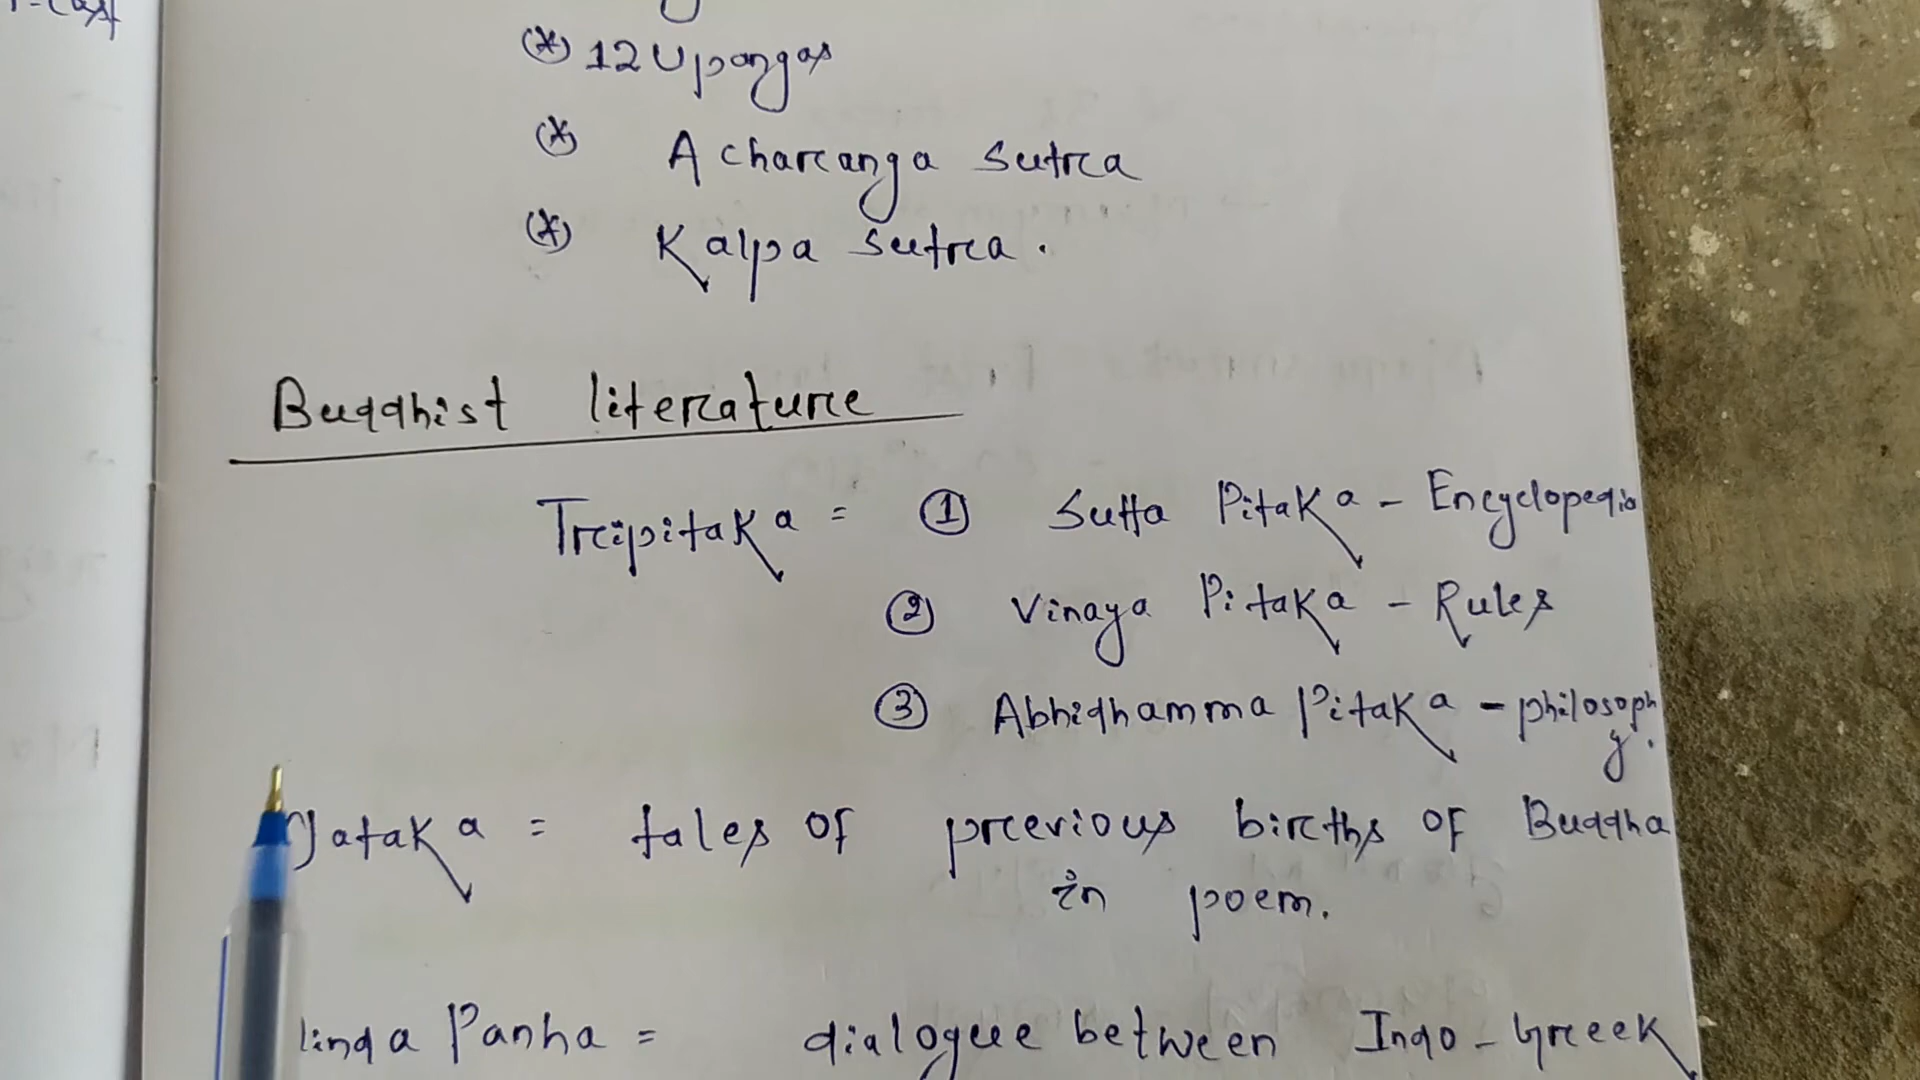 (*) 12 Upangas
(*) Acharanga Sutra
(*) Kalpa Sutra.
Buddhist literature
Tripitaka = ① Sutta Pitaka - Encyclopedia
② Vinaya Pitaka - Rules
③ Abhidhamma Pitaka - philosophy.
Jataka = tales of previous births of Buddha
in poem.
linda Panha = dialogue between Indo-Greek